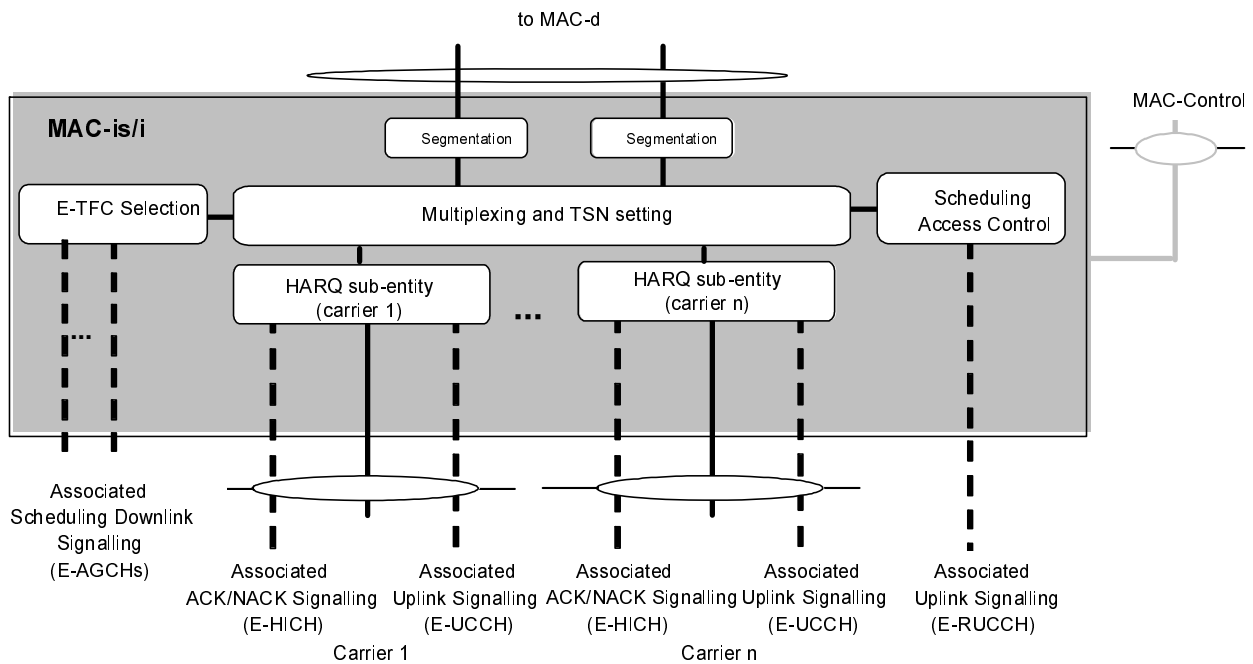 to MAC-d
MAC-Control
MAC-is/i
Segmentation
Segmentation
E-TFC Selection
Multiplexing and TSN setting
Scheduling
Access Control
HARQ sub-entity
(carrier 1)
...
HARQ sub-entity
(carrier n)
...
Associated
Scheduling Downlink
Signalling
(E-AGCHs)
Associated
ACK/NACK Signalling
(E-HICH)
Associated
Uplink Signalling
(E-UCCH)
Carrier 1
Associated
ACK/NACK Signalling
(E-HICH)
Associated
Uplink Signalling
(E-UCCH)
Carrier n
Associated
Uplink Signalling
(E-RUCCH)